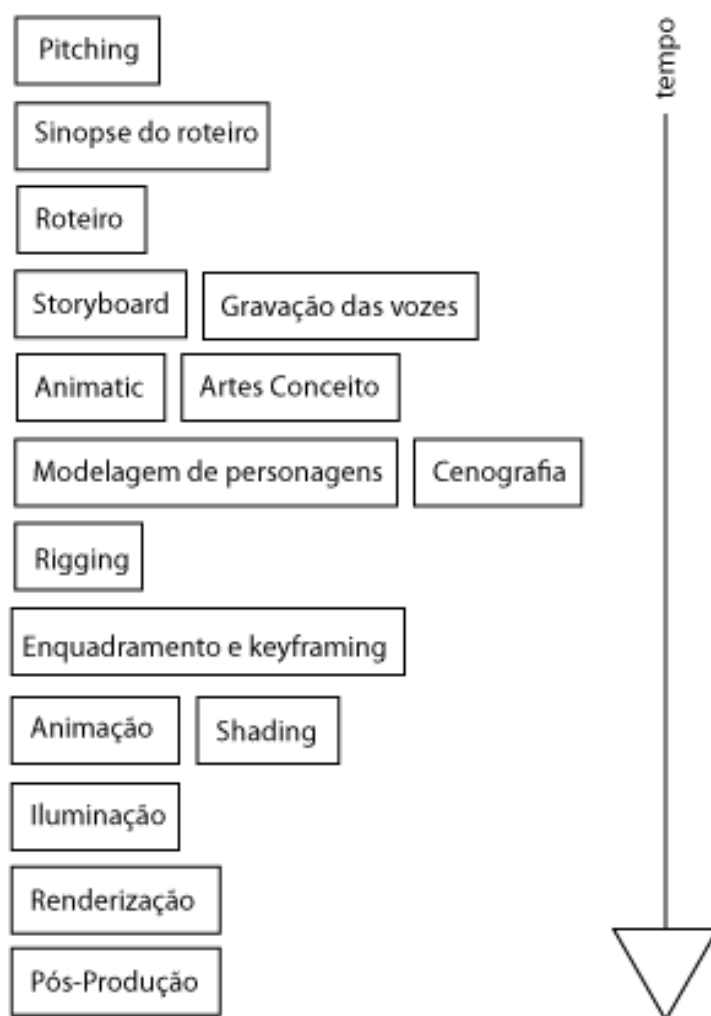 Pitching
tempo
Sinopse do roteiro
Roteiro
Storyboard
Gravação das vozes
Animatic
Artes Conceito
Modelagem de personagens
Cenografia
Rigging
Enquadramento e keyframing
Animação
Shading
Iluminação
Renderização
Pós-Produção